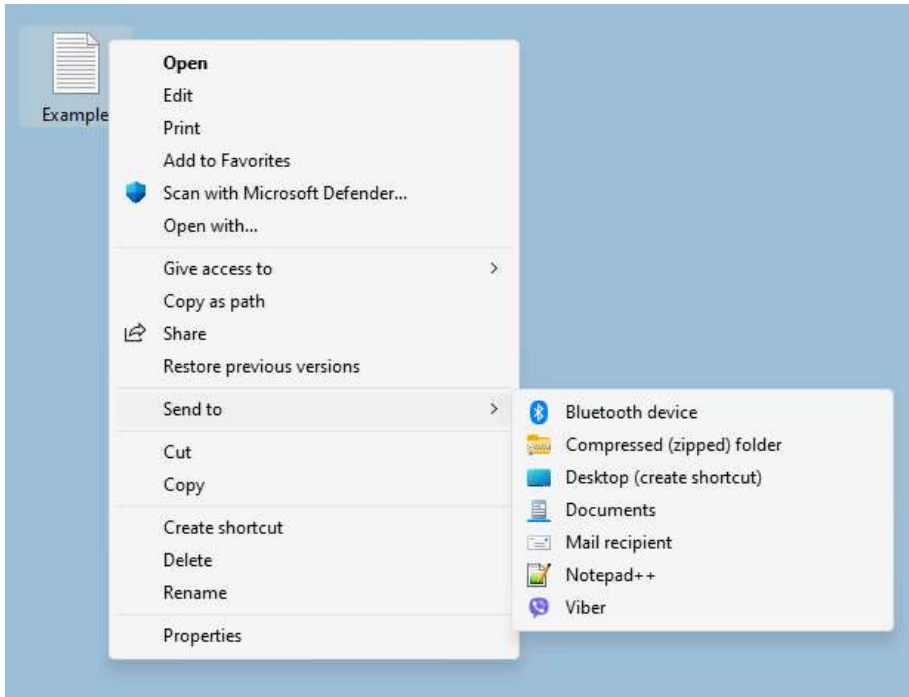 Example
Open
Edit
Print
Add to Favorites
Scan with Microsoft Defender...
Open with...
Give access to
Copy as path
Share
Restore previous versions
Send to
Cut
Copy
Create shortcut
Delete
Rename
Properties
Bluetooth device
Compressed (zipped) folder
Desktop (create shortcut)
Documents
Mail recipient
Notepad++
Viber